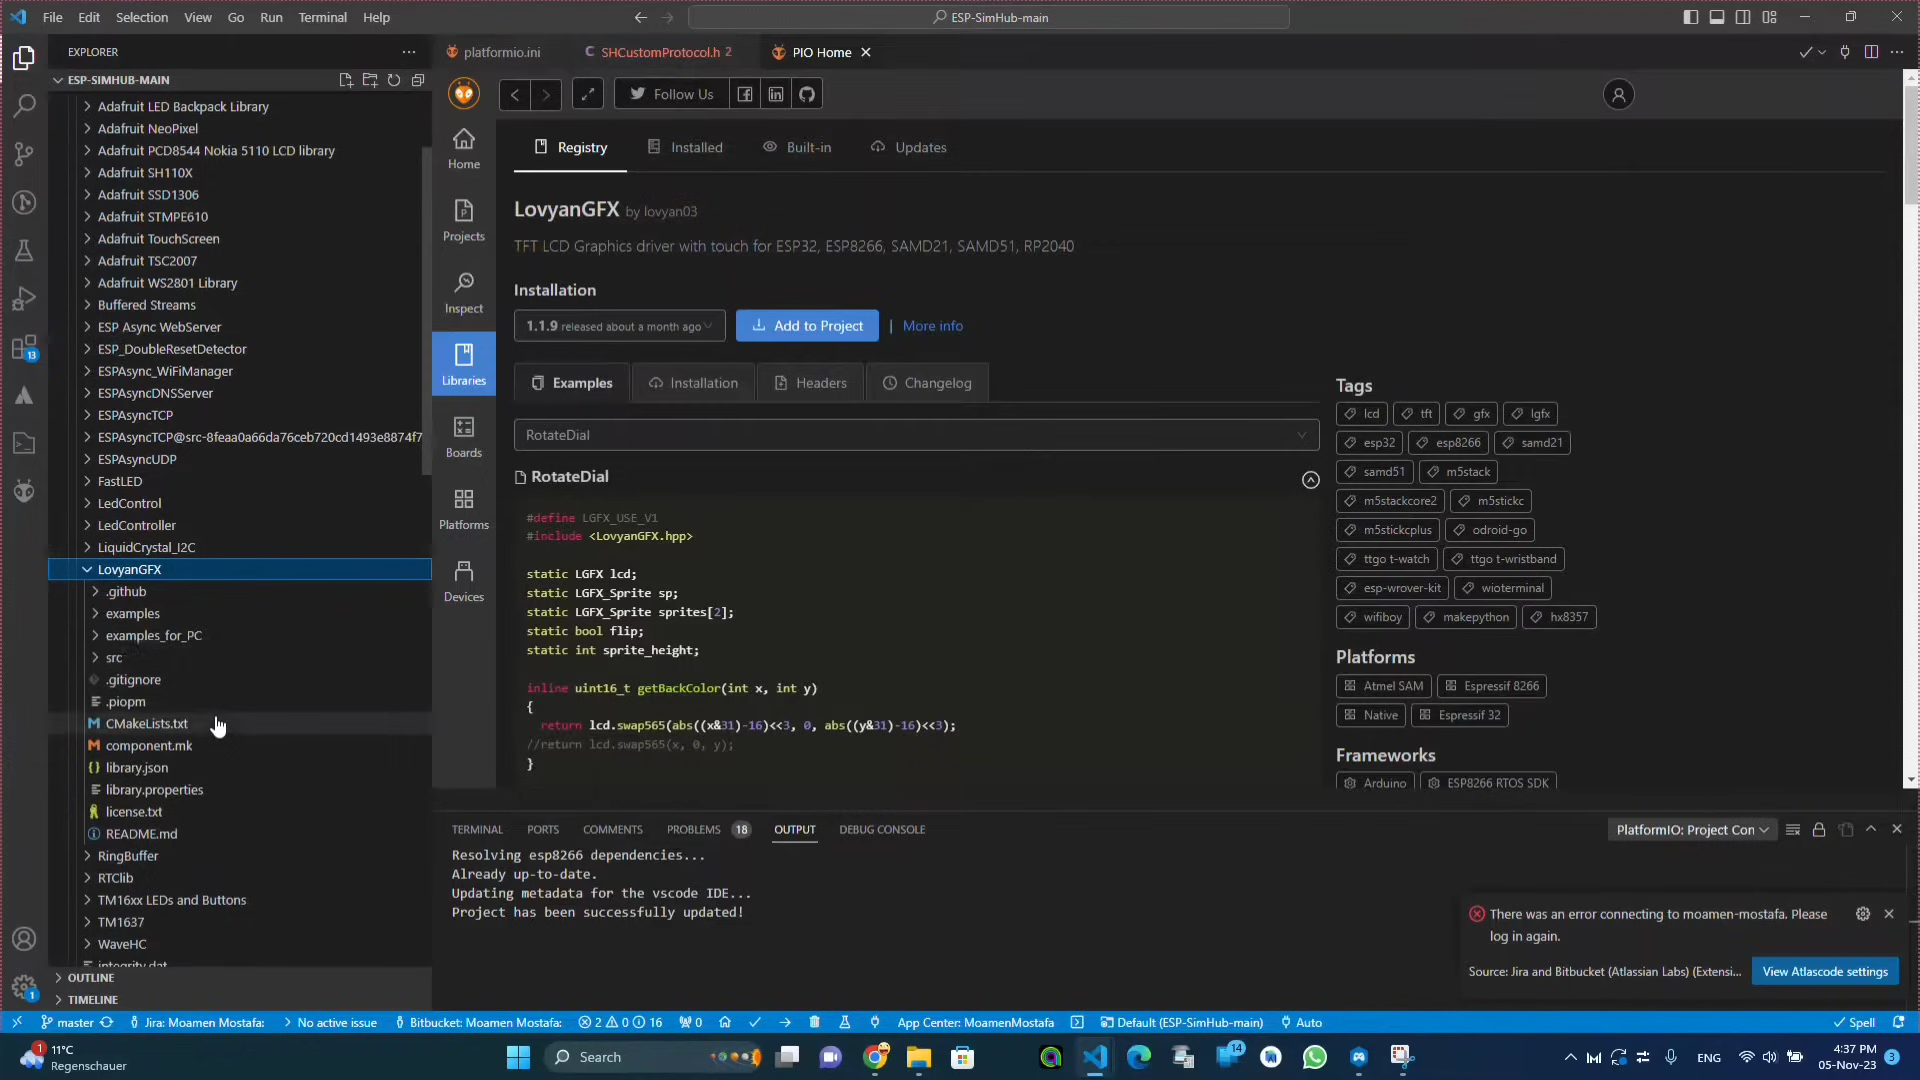 File Edit Selection View Go Run Terminal Help
ESP-SimHub-main
EXPLORER
platformio.ini
C SHCustomProtocol.h 2
PIO Home
ESP-SIMHUB-MAIN
Adafruit LED Backpack Library
Adafruit NeoPixel
Adafruit PCD8544 Nokia 5110 LCD library
Adafruit SH110X
Adafruit SSD1306
Adafruit STMPE610
Adafruit TouchScreen
Adafruit TSC2007
Adafruit WS2801 Library
Buffered Streams
ESP Async WebServer
ESP_DoubleResetDetector
ESPAsync_WiFiManager
ESPAsyncDNSServer
ESPAsyncTCP
ESPAsyncTCP@src-8feaa0a66da76ceb720cd1493e8874f7
ESPAsyncUDP
FastLED
LedControl
LedController
LiquidCrystal_I2C
LovyanGFX
.github
examples
examples_for_PC
src
.gitignore
.piopm
CMakeLists.txt
component.mk
library.json
library.properties
license.txt
README.md
RingBuffer
RTClib
TM16xx LEDs and Buttons
TM1637
WaveHC
integrity.dat
OUTLINE
TIMELINE
13
1
Follow Us
Home
Projects
Inspect
Libraries
Boards
Platforms
Devices
Registry
Installed
Built-in
Updates
LovyanGFX by lovyan03
TFT LCD Graphics driver with touch for ESP32, ESP8266, SAMD21, SAMD51, RP2040
Installation
1.1.9 released about a month ago
Add to Project
| More info
Examples
Installation
Headers
Changelog
RotateDial
RotateDial
#define LGFX_USE_V1
#include <LovyanGFX.hpp>
static LGFX lcd;
static LGFX_Sprite sp;
static LGFX_Sprite sprites[2];
static bool flip;
static int sprite_height;
inline uint16_t getBackColor(int x, int y)
{
return lcd.swap565(abs((x&31)-16)<<3, 0, abs((y&31)-16)<<3);
//return lcd.swap565(x, 0, y);
}
Tags
lcd tft gfx lgfx
esp32 esp8266 samd21
samd51 m5stack
m5stackcore2 m5stickc
m5stickcplus odroid-go
ttgo t-watch ttgo t-wristband
esp-wrover-kit wioterminal
wifiboy makepython hx8357
Platforms
Atmel SAM Espressif 8266
Native Espressif 32
Frameworks
Arduino ESP8266 RTOS SDK
TERMINAL PORTS COMMENTS PROBLEMS 18 OUTPUT DEBUG CONSOLE
PlatformIO: Project Con
Resolving esp8266 dependencies...
Already up-to-date.
Updating metadata for the vscode IDE...
Project has been successfully updated!
There was an error connecting to moamen-mostafa. Please
log in again.
Source: Jira and Bitbucket (Atlassian Labs) (Extensi...
View Atlascode settings
master
Jira: Moamen Mostafa:
No active issue
Bitbucket: Moamen Mostafa:
2 0 16
0
App Center: MoamenMostafa
Default (ESP-SimHub-main)
Auto
Spell
1
11°C
Regenschauer
Search
14
ENG
4:37 PM
05-Nov-23
3